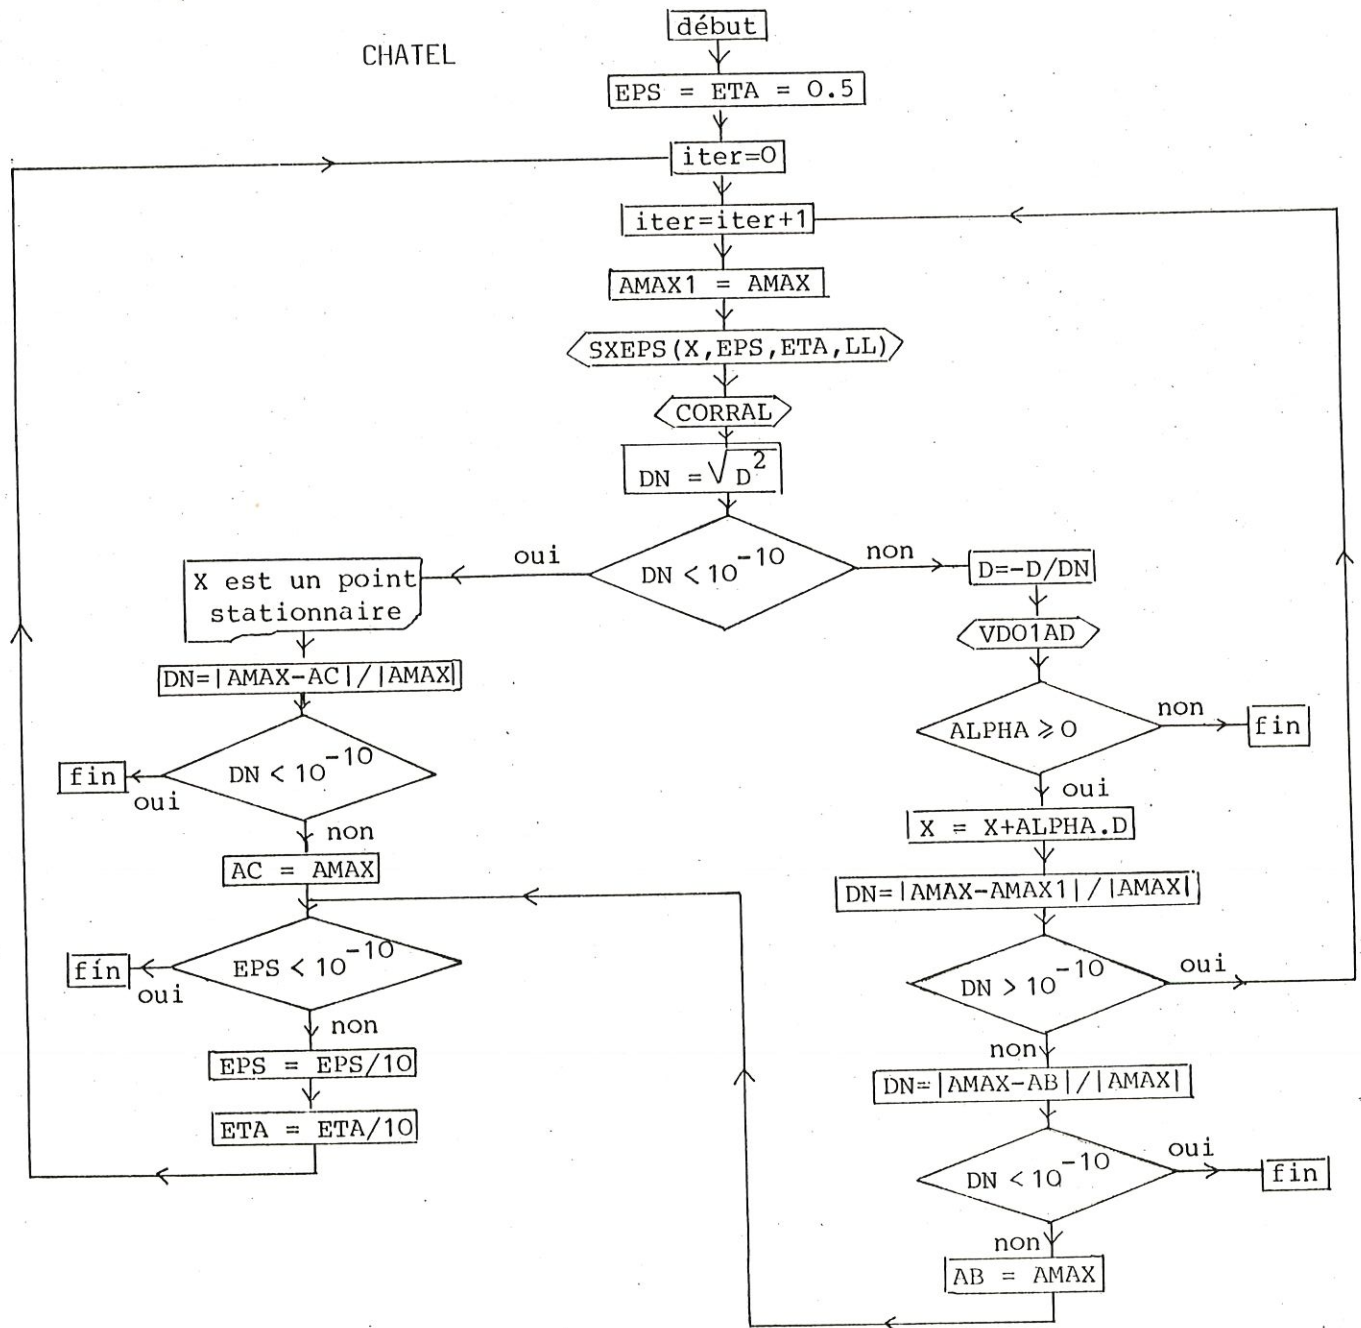 début
CHATEL
EPS = ETA = 0.5
iter=0
iter=iter+1
AMAX1 = AMAX
SXEPS(X,EPS,ETA,LL)
CORRAL
DN = √D²
DN < 10⁻¹⁰
oui
non
X est un point
stationnaire
D=-D/DN
VD01AD
DN=|AMAX-AC|/|AMAX|
ALPHA ⩾ 0
non
fin
DN < 10⁻¹⁰
fin
oui
oui
non
X = X+ALPHA.D
AC = AMAX
DN=|AMAX-AMAX1|/|AMAX|
EPS < 10⁻¹⁰
fin
oui
DN > 10⁻¹⁰
oui
non
non
EPS = EPS/10
DN=|AMAX-AB|/|AMAX|
ETA = ETA/10
DN < 10⁻¹⁰
oui
fin
non
AB = AMAX